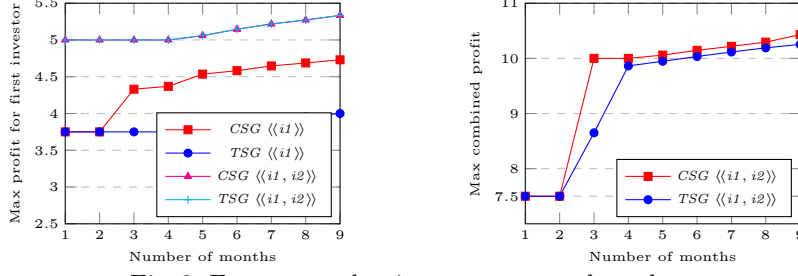 5.5
5
4.5
4
3.5
3
2.5
1 2 3 4 5 6 7 8 9
Max profit for first investor
Number of months
CSG ⟨⟨i1⟩⟩
TSG ⟨⟨i1⟩⟩
CSG ⟨⟨i1, i2⟩⟩
TSG ⟨⟨i1, i2⟩⟩
11
10
9
8
7.5
7
1 2 3 4 5 6 7 8 9
Max combined profit
Number of months
CSG ⟨⟨i1, i2⟩⟩
TSG ⟨⟨i1, i2⟩⟩